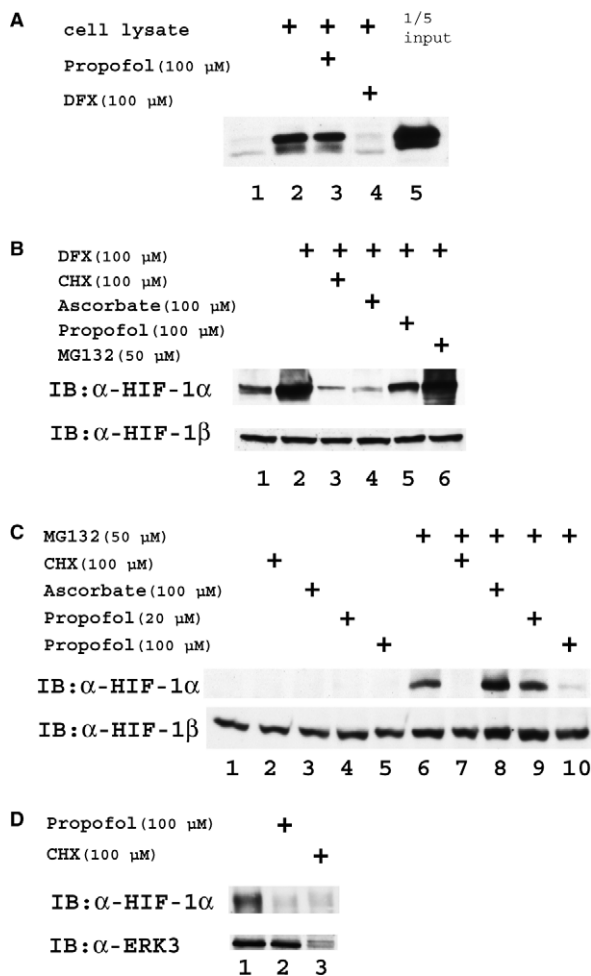 A
cell lysate + + + 1/5 input
Propofol (100 µM) +
DFX (100 µM) +
1 2 3 4 5
B
DFX (100 µM) + + + + +
CHX (100 µM) +
Ascorbate (100 µM) +
Propofol (100 µM) +
MG132 (50 µM) +
IB:α-HIF-1α
IB:α-HIF-1β
1 2 3 4 5 6
C
MG132 (50 µM) + + + + +
CHX (100 µM) + +
Ascorbate (100 µM) + +
Propofol (20 µM) + +
Propofol (100 µM) + +
IB:α-HIF-1α
IB:α-HIF-1β
1 2 3 4 5 6 7 8 9 10
D
Propofol (100 µM) +
CHX (100 µM) +
IB:α-HIF-1α
IB:α-ERK3
1 2 3